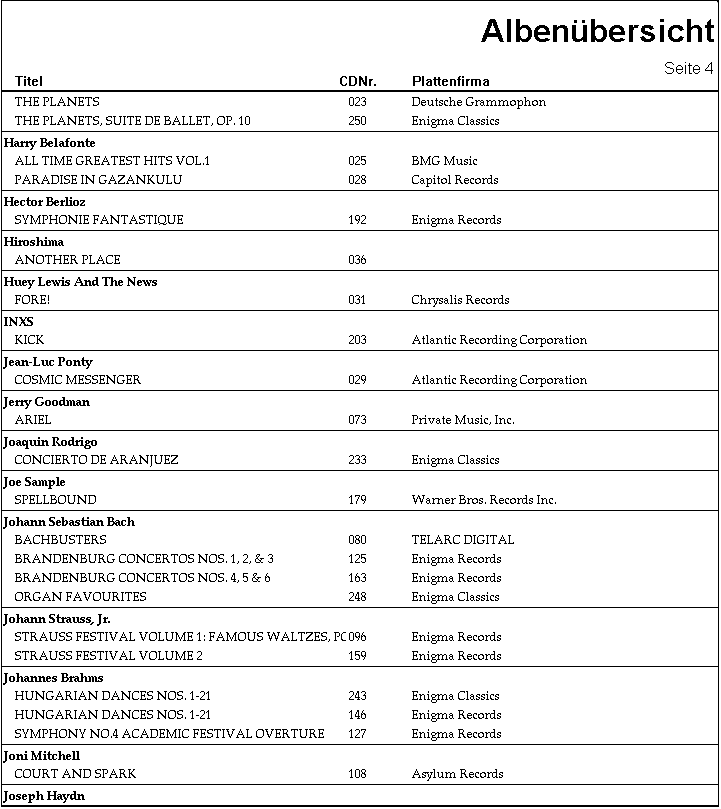 Albenübersicht
Seite 4
Titel CDNr. Plattenfirma
THE PLANETS 023 Deutsche Grammophon
THE PLANETS, SUITE DE BALLET, OP. 10 250 Enigma Classics
Harry Belafonte
ALL TIME GREATEST HITS VOL.1 025 BMG Music
PARADISE IN GAZANKULU 028 Capitol Records
Hector Berlioz
SYMPHONIE FANTASTIQUE 192 Enigma Records
Hiroshima
ANOTHER PLACE 036
Huey Lewis And The News
FORE! 031 Chrysalis Records
INXS
KICK 203 Atlantic Recording Corporation
Jean-Luc Ponty
COSMIC MESSENGER 029 Atlantic Recording Corporation
Jerry Goodman
ARIEL 073 Private Music, Inc.
Joaquin Rodrigo
CONCIERTO DE ARANJUEZ 233 Enigma Classics
Joe Sample
SPELLBOUND 179 Warner Bros. Records Inc.
Johann Sebastian Bach
BACHBUSTERS 080 TELARC DIGITAL
BRANDENBURG CONCERTOS NOS. 1, 2, & 3 125 Enigma Records
BRANDENBURG CONCERTOS NOS. 4, 5 & 6 163 Enigma Records
ORGAN FAVOURITES 248 Enigma Classics
Johann Strauss, Jr.
STRAUSS FESTIVAL VOLUME 1: FAMOUS WALTZES, PO 096 Enigma Records
STRAUSS FESTIVAL VOLUME 2 159 Enigma Records
Johannes Brahms
HUNGARIAN DANCES NOS. 1-21 243 Enigma Classics
HUNGARIAN DANCES NOS. 1-21 146 Enigma Records
SYMPHONY NO.4 ACADEMIC FESTIVAL OVERTURE 127 Enigma Records
Joni Mitchell
COURT AND SPARK 108 Asylum Records
Joseph Haydn